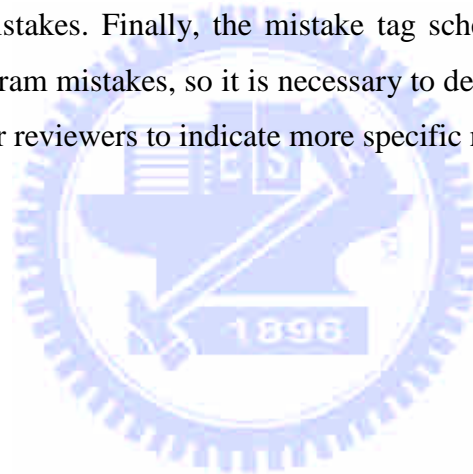 istakes. Finally, the mistake tag sch
ram mistakes, so it is necessary to de
r reviewers to indicate more specific
1896